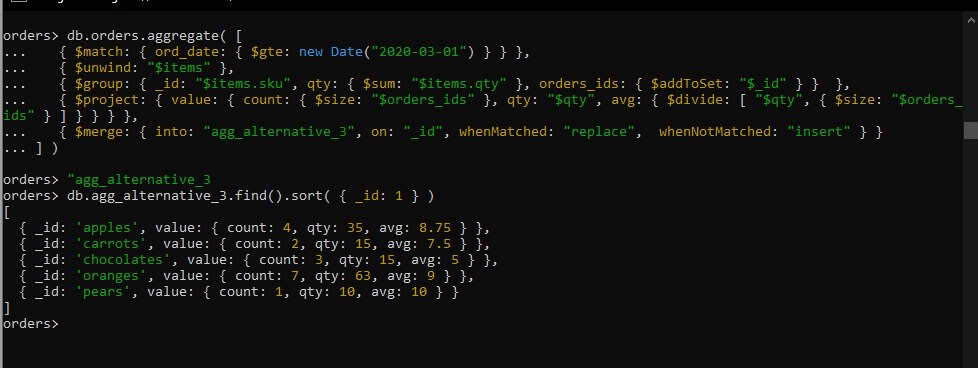 orders> db.orders.aggregate( [
...    { $match: { ord_date: { $gte: new Date("2020-03-01") } } },
...    { $unwind: "$items" },
...    { $group: { _id: "$items.sku", qty: { $sum: "$items.qty" }, orders_ids: { $addToSet: "$_id" } }  },
...    { $project: { value: { count: { $size: "$orders_ids" }, qty: "$qty", avg: { $divide: [ "$qty", { $size: "$orders_
ids" } ] } } } },
...    { $merge: { into: "agg_alternative_3", on: "_id", whenMatched: "replace",  whenNotMatched: "insert" } }
... ] )
orders> "agg_alternative_3
orders> db.agg_alternative_3.find().sort( { _id: 1 } )
[
  { _id: 'apples', value: { count: 4, qty: 35, avg: 8.75 } },
  { _id: 'carrots', value: { count: 2, qty: 15, avg: 7.5 } },
  { _id: 'chocolates', value: { count: 3, qty: 15, avg: 5 } },
  { _id: 'oranges', value: { count: 7, qty: 63, avg: 9 } },
  { _id: 'pears', value: { count: 1, qty: 10, avg: 10 } }
]
orders>